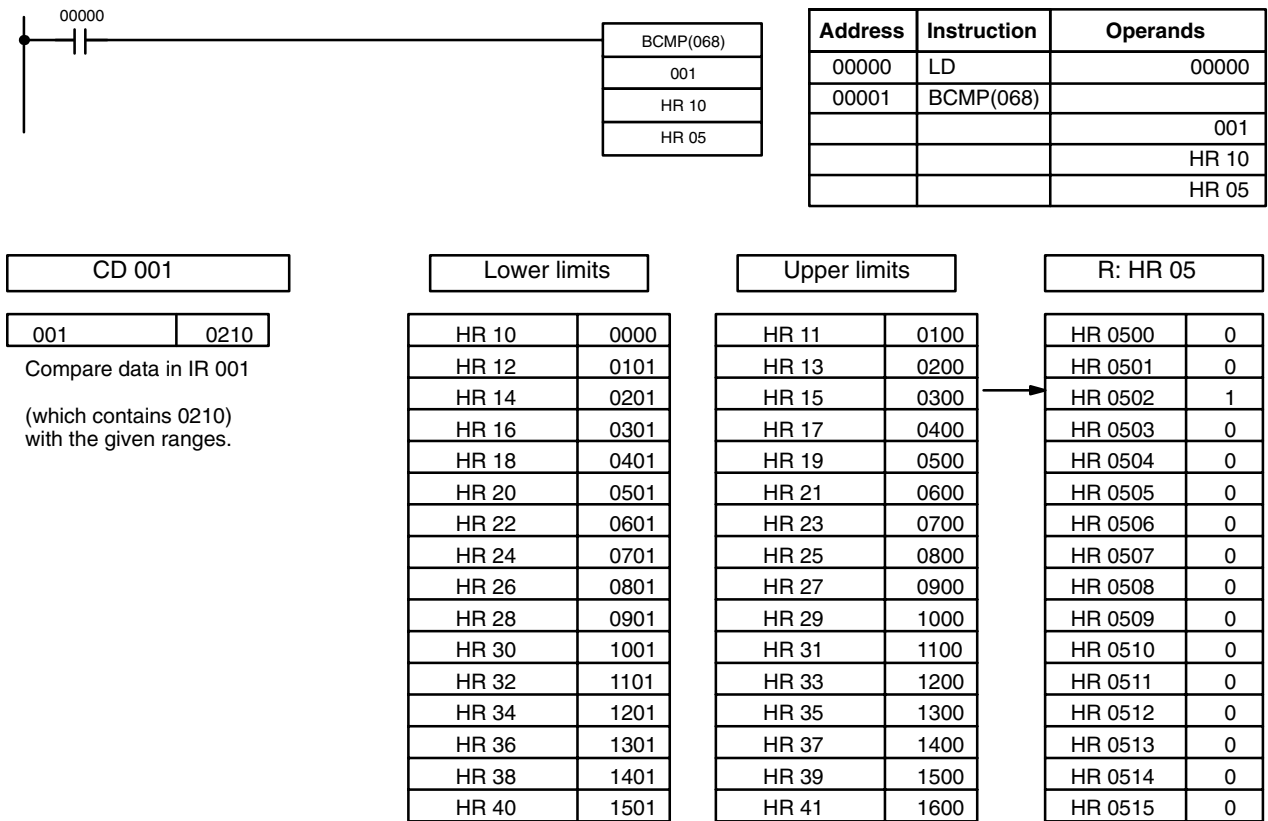 00000
BCMP(068)
001
HR 10
HR 05
Address Instruction Operands
00000 LD 00000
00001 BCMP(068)
001
HR 10
HR 05
CD 001 Lower limits Upper limits R: HR 05
001 0210
Compare data in IR 001
(which contains 0210)
with the given ranges.
HR 10 0000 HR 11 0100 HR 0500 0
HR 12 0101 HR 13 0200 HR 0501 0
HR 14 0201 HR 15 0300 HR 0502 1
HR 16 0301 HR 17 0400 HR 0503 0
HR 18 0401 HR 19 0500 HR 0504 0
HR 20 0501 HR 21 0600 HR 0505 0
HR 22 0601 HR 23 0700 HR 0506 0
HR 24 0701 HR 25 0800 HR 0507 0
HR 26 0801 HR 27 0900 HR 0508 0
HR 28 0901 HR 29 1000 HR 0509 0
HR 30 1001 HR 31 1100 HR 0510 0
HR 32 1101 HR 33 1200 HR 0511 0
HR 34 1201 HR 35 1300 HR 0512 0
HR 36 1301 HR 37 1400 HR 0513 0
HR 38 1401 HR 39 1500 HR 0514 0
HR 40 1501 HR 41 1600 HR 0515 0